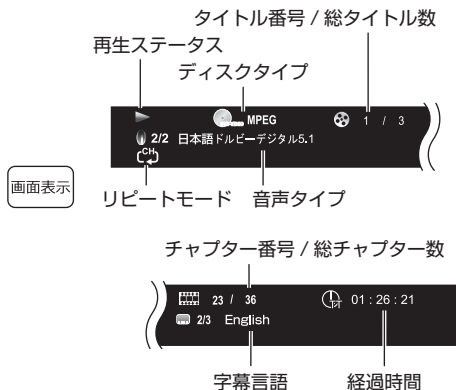 タイトル番号 / 総タイトル数
再生ステータス
ディスクタイプ
MPEG 1 / 3
2/2 日本語ドルビーデジタル5.1
CH
画面表示
リピートモード 音声タイプ
チャプター番号 / 総チャプター数
23 / 36 01 : 26 : 21
2/3 English
字幕言語 経過時間